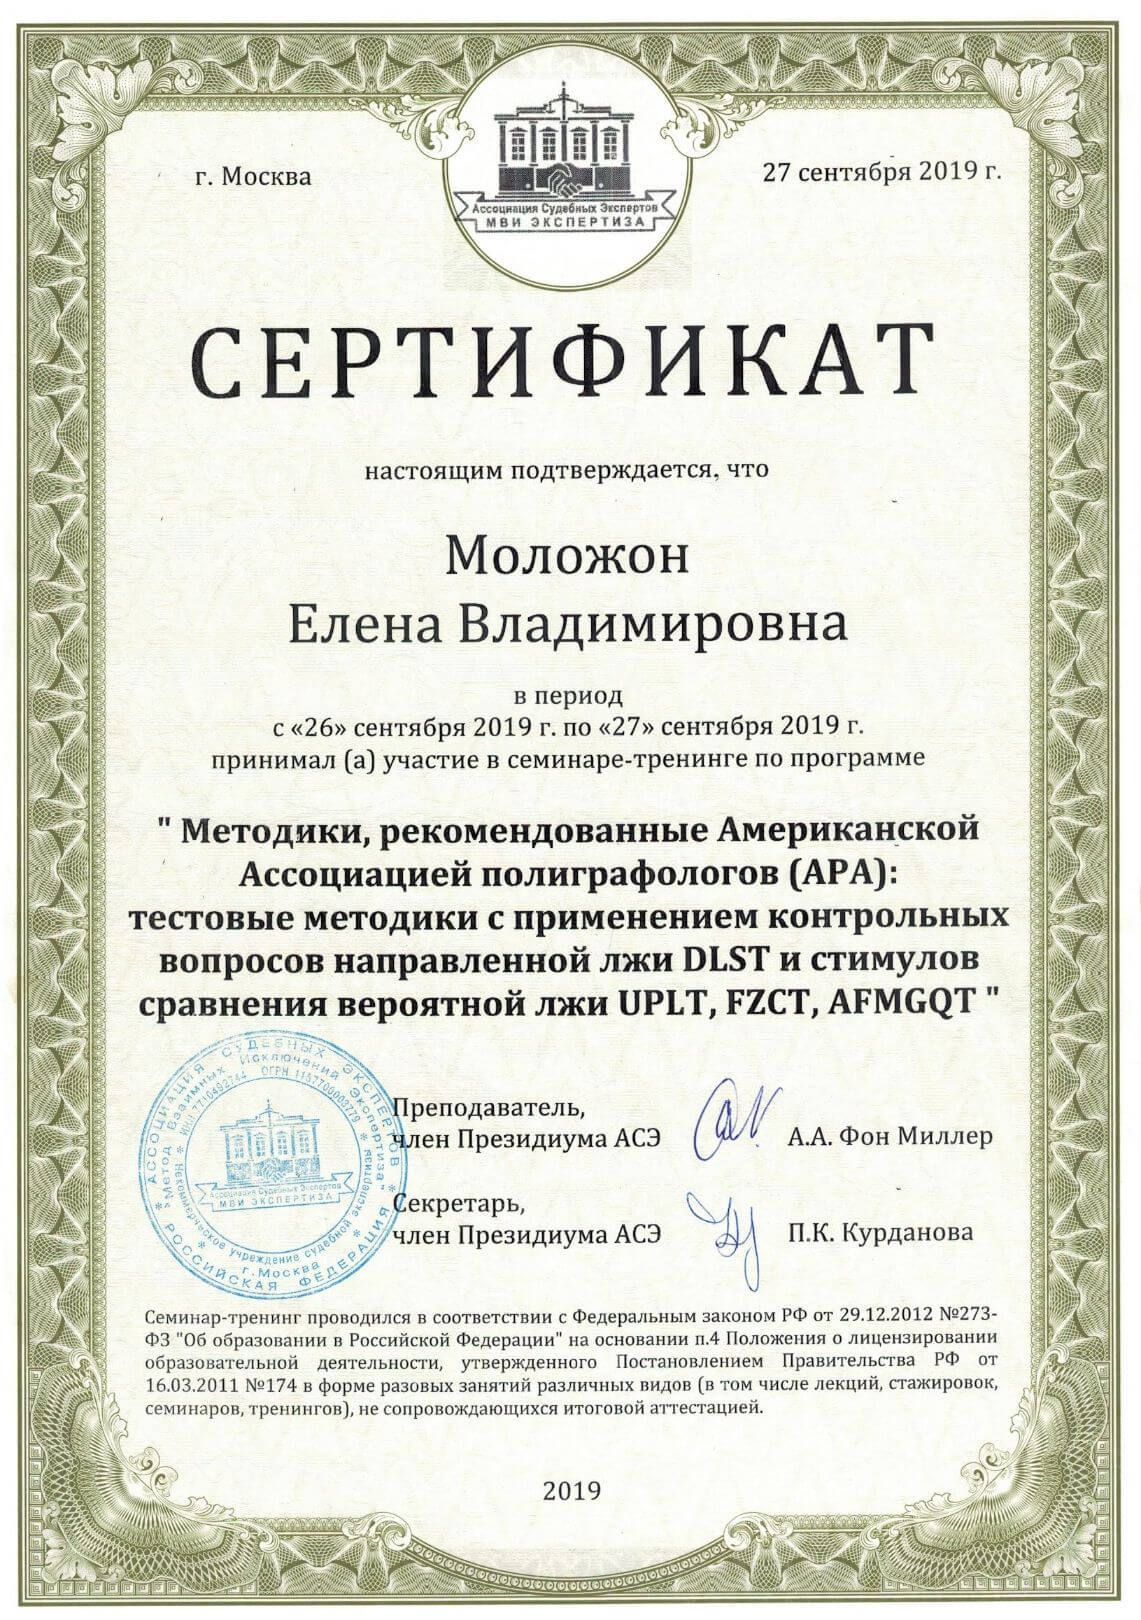 г. Москва
27 сентября 2019 г.
Ассоциация Судебных Экспертов
МВИ ЭКСПЕРТИЗА
СЕРТИФИКАТ
настоящим подтверждается, что
Моложон
Елена Владимировна
в период
с «26» сентября 2019 г. по «27» сентября 2019 г.
принимал (а) участие в семинаре-тренинге по программе
" Методики, рекомендованные Американской
Ассоциацией полиграфологов (АРА):
тестовые методики с применением контрольных
вопросов направленной лжи DLST и стимулов
сравнения вероятной лжи UPLT, FZCT, AFMGQT "
АССОЦИАЦИЯ СУДЕБНЫХ ЭКСПЕРТОВ
РОССИЙСКАЯ ФЕДЕРАЦИЯ
"Метод Взаимных Исключений Экспертиза"
г. Москва
ИНН 7710492744 ОГРН 1157700003779
Некоммерческое учреждение судебной экспертизы
Ассоциация Судебных Экспертов
МВИ ЭКСПЕРТИЗА
Преподаватель,
член Президиума АСЭ
А.А. Фон Миллер
Секретарь,
член Президиума АСЭ
П.К. Курданова
Семинар-тренинг проводился в соответствии с Федеральным законом РФ от 29.12.2012 №273-
ФЗ "Об образовании в Российской Федерации" на основании п.4 Положения о лицензировании
образовательной деятельности, утвержденного Постановлением Правительства РФ от
16.03.2011 №174 в форме разовых занятий различных видов (в том числе лекций, стажировок,
семинаров, тренингов), не сопровождающихся итоговой аттестацией.
2019